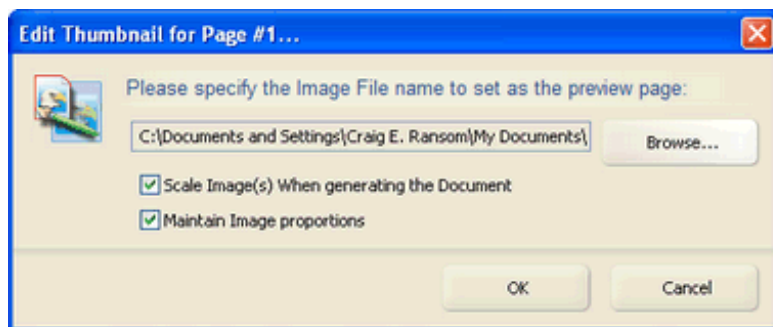 Edit Thumbnail for Page #1...
Please specify the Image File name to set as the preview page:
C:\Documents and Settings\Craig E. Ransom\My Documents\
Browse...
Scale Image(s) When generating the Document
Maintain Image proportions
OK
Cancel